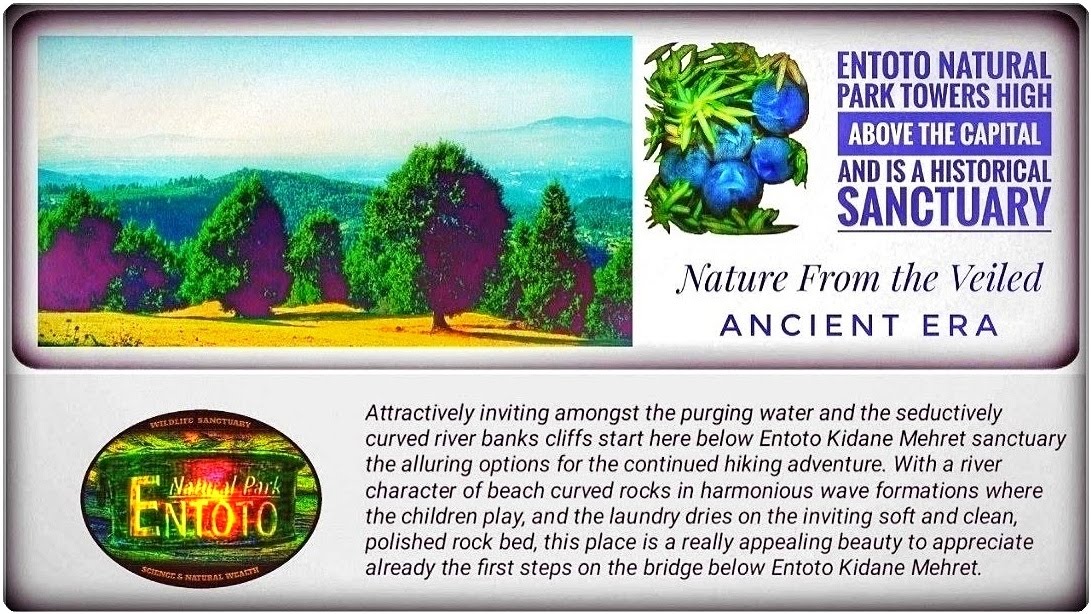 ENTOTO NATURAL
PARK TOWERS HIGH
ABOVE THE CAPITAL
AND IS A HISTORICAL
SANCTUARY
Nature From the Veiled
ANCIENT ERA
WILDLIFE SANCTUARY
Natural Park
ENTOTO
SCIENCE & NATURAL WEALTH
Attractively inviting amongst the purging water and the seductively
curved river banks cliffs start here below Entoto Kidane Mehret sanctuary
the alluring options for the continued hiking adventure. With a river
character of beach curved rocks in harmonious wave formations where
the children play, and the laundry dries on the inviting soft and clean,
polished rock bed, this place is a really appealing beauty to appreciate
already the first steps on the bridge below Entoto Kidane Mehret.